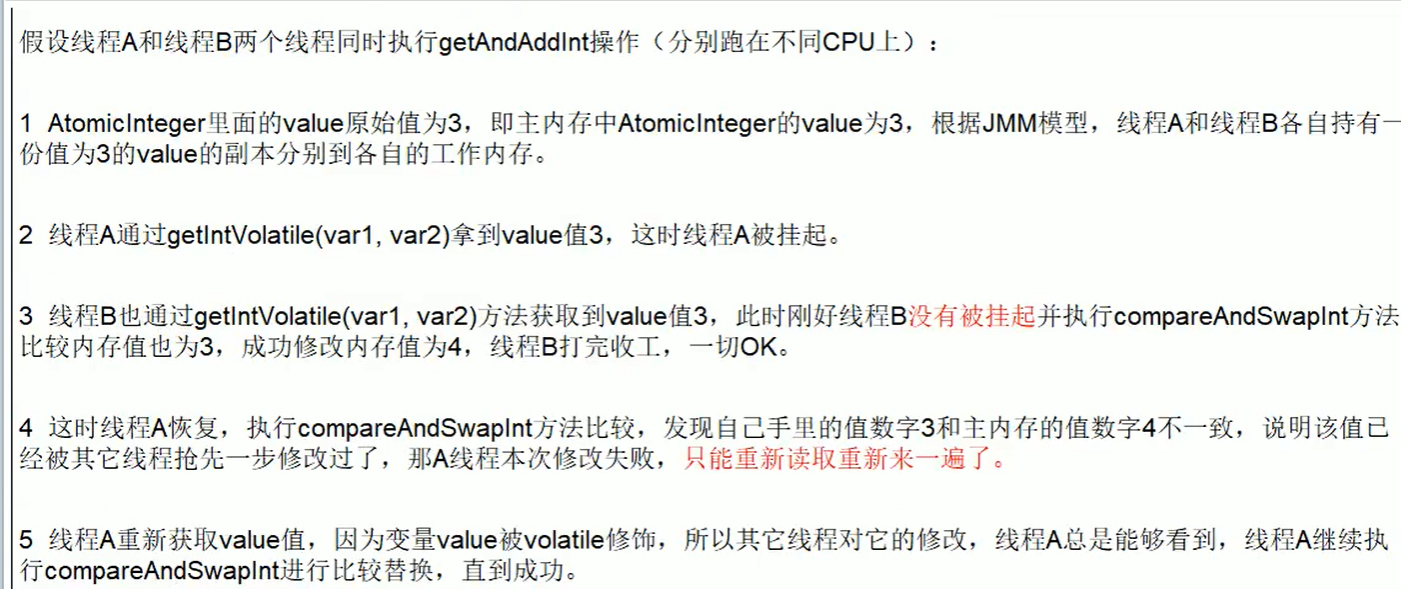 假设线程A和线程B两个线程同时执行getAndAddInt操作（分别跑在不同CPU上）：
1 AtomicInteger里面的value原始值为3，即主内存中AtomicInteger的value为3，根据JMM模型，线程A和线程B各自持有一
份值为3的value的副本分别到各自的工作内存。
2 线程A通过getIntVolatile(var1, var2)拿到value值3，这时线程A被挂起。
3 线程B也通过getIntVolatile(var1, var2)方法获取到value值3，此时刚好线程B没有被挂起并执行compareAndSwapInt方法
比较内存值也为3，成功修改内存值为4，线程B打完收工，一切OK。
4 这时线程A恢复，执行compareAndSwapInt方法比较，发现自己手里的值数字3和主内存的值数字4不一致，说明该值已
经被其它线程抢先一步修改过了，那A线程本次修改失败，只能重新读取重新来一遍了。
5 线程A重新获取value值，因为变量value被volatile修饰，所以其它线程对它的修改，线程A总是能够看到，线程A继续执
行compareAndSwapInt进行比较替换，直到成功。